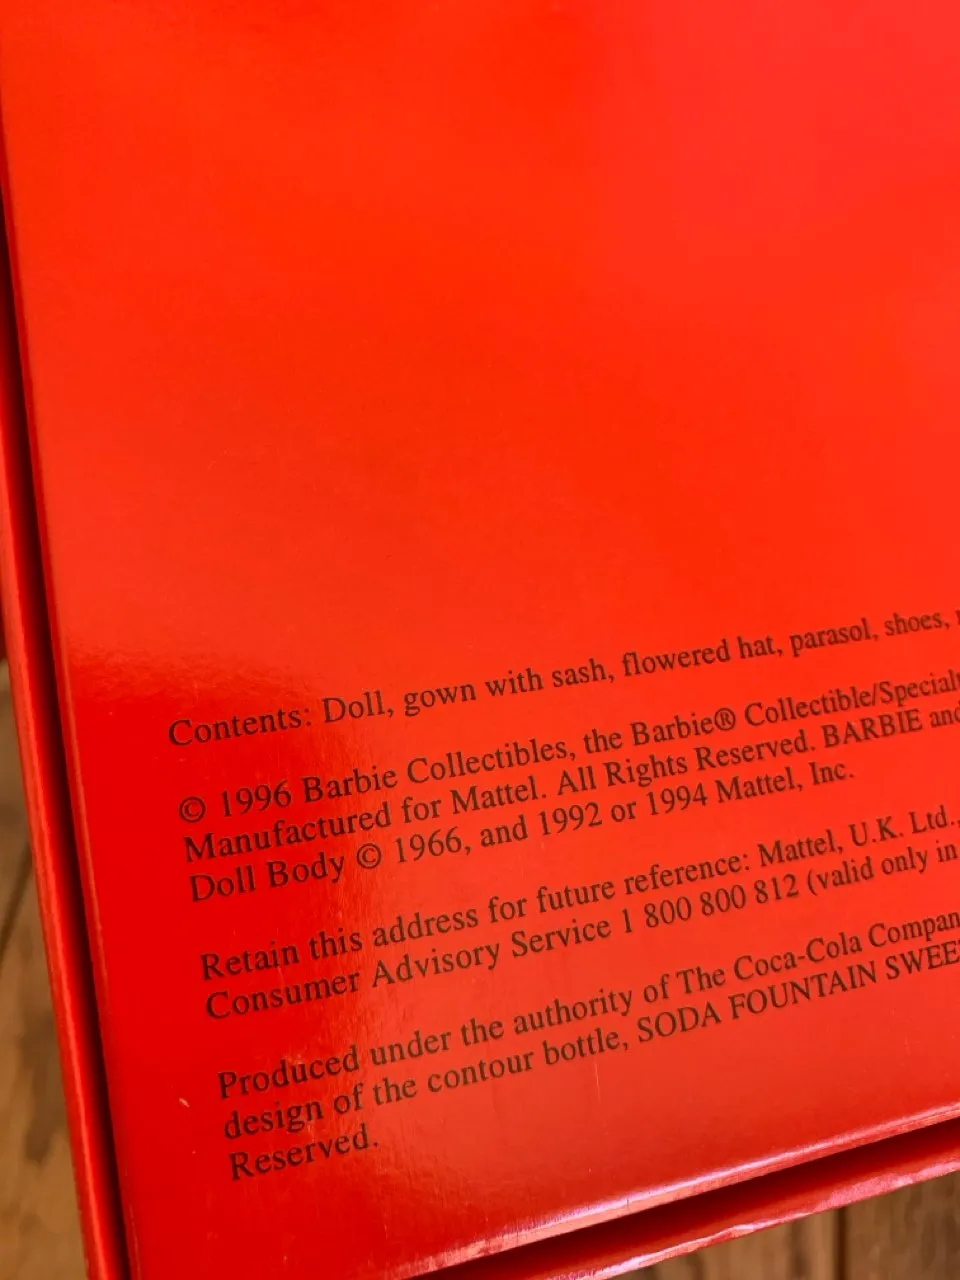 Contents: Doll, gown with sash, flowered hat, parasol, shoes,
© 1996 Barbie Collectibles, the Barbie® Collectible/Specialt
Manufactured for Mattel. All Rights Reserved. BARBIE and
Doll Body © 1966, and 1992 or 1994 Mattel, Inc.
Retain this address for future reference: Mattel, U.K. Ltd.,
Consumer Advisory Service 1 800 800 812 (valid only in
Produced under the authority of The Coca-Cola Compan
design of the contour bottle, SODA FOUNTAIN SWEE
Reserved.